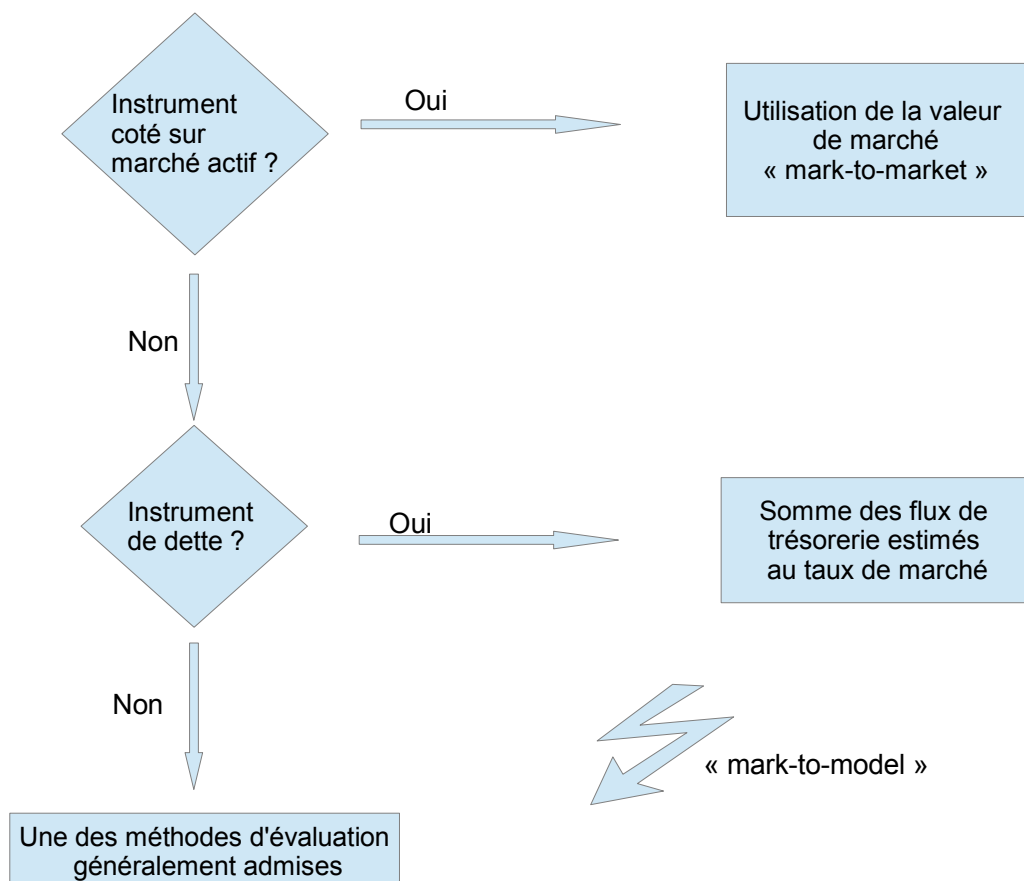 Instrument
coté sur
marché actif ?
Oui
Utilisation de la valeur
de marché
« mark-to-market »
Non
Instrument
de dette ?
Oui
Somme des flux de
trésorerie estimés
au taux de marché
Non
« mark-to-model »
Une des méthodes d'évaluation
généralement admises